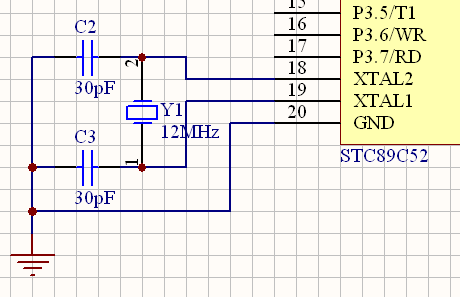 15
P3.5/T1
16
P3.6/WR
17
P3.7/RD
18
XTAL2
19
XTAL1
20
GND
STC89C52
C2
30pF
2
Y1
12MHz
1
C3
30pF